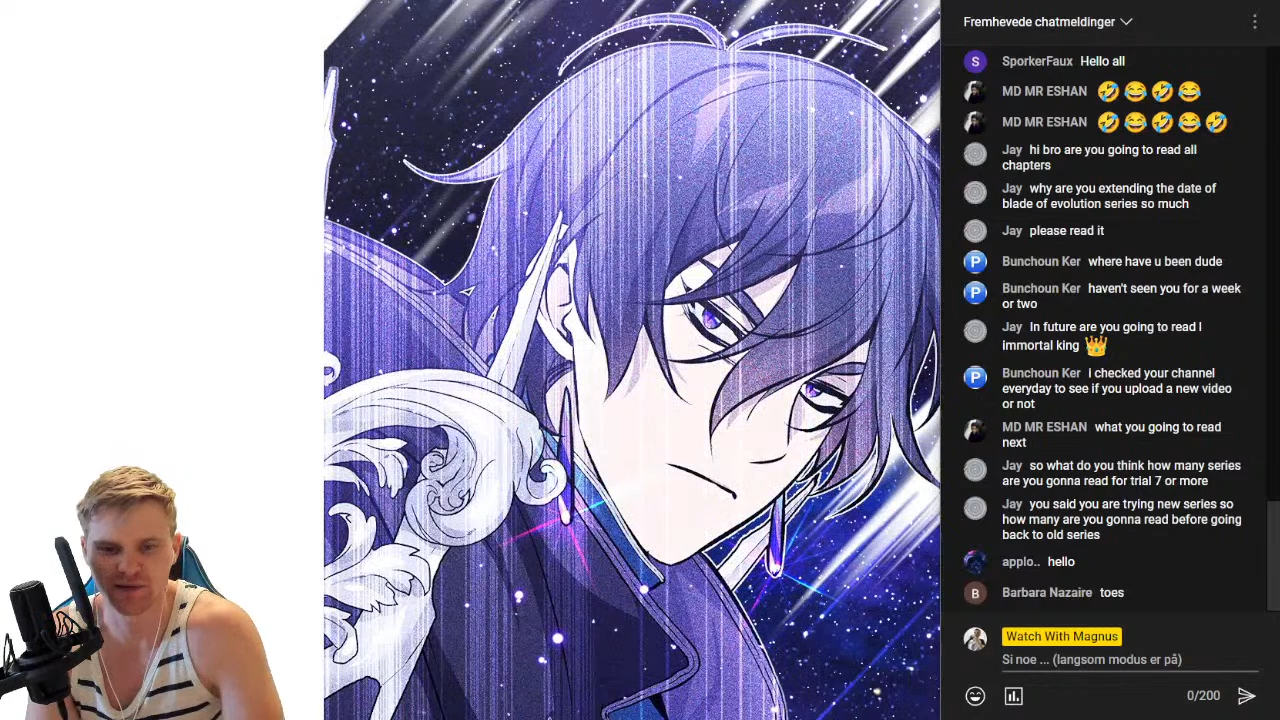 Fremhevede chatmeldinger
S SporkerFaux Hello all
MD MR ESHAN 🤣😂🤣😂
MD MR ESHAN 🤣😂🤣😂🤣
Jay hi bro are you going to read all
chapters
Jay why are you extending the date of
blade of evolution series so much
Jay please read it
P Bunchoun Ker where have u been dude
P Bunchoun Ker haven't seen you for a week
or two
Jay In future are you going to read I
immortal king 👑
P Bunchoun Ker I checked your channel
everyday to see if you upload a new video
or not
MD MR ESHAN what you going to read
next
Jay so what do you think how many series
are you gonna read for trial 7 or more
Jay you said you are trying new series so
how many are you gonna read before going
back to old series
applo.. hello
B Barbara Nazaire toes
Watch With Magnus
Si noe ... (langsom modus er på)
0/200